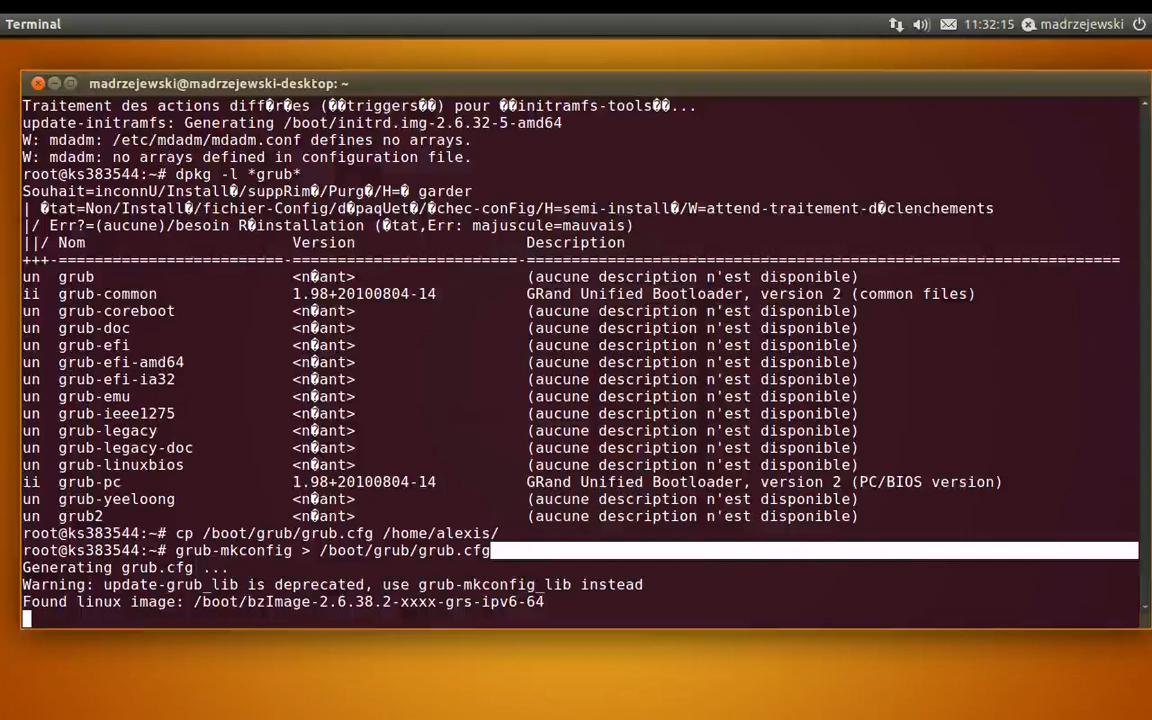 Terminal
11:32:15
madrzejewski
madrzejewski@madrzejewski-desktop: ~
Traitement des actions diff�r�es (��triggers��) pour ��initramfs-tools��...
update-initramfs: Generating /boot/initrd.img-2.6.32-5-amd64
W: mdadm: /etc/mdadm/mdadm.conf defines no arrays.
W: mdadm: no arrays defined in configuration file.
root@ks383544:~# dpkg -l *grub*
Souhait=inconnU/Install�/suppRim�/Purg�/H=� garder
| �tat=Non/Install�/fichier-Config/d�paqUet�/�chec-conFig/H=semi-install�/W=attend-traitement-d�clenchements
|/ Err?=(aucune)/besoin R�installation (�tat,Err: majuscule=mauvais)
||/ Nom Version Description
+++-=========================-=========================-==================================================================
un grub <n�ant> (aucune description n'est disponible)
ii grub-common 1.98+20100804-14 GRand Unified Bootloader, version 2 (common files)
un grub-coreboot <n�ant> (aucune description n'est disponible)
un grub-doc <n�ant> (aucune description n'est disponible)
un grub-efi <n�ant> (aucune description n'est disponible)
un grub-efi-amd64 <n�ant> (aucune description n'est disponible)
un grub-efi-ia32 <n�ant> (aucune description n'est disponible)
un grub-emu <n�ant> (aucune description n'est disponible)
un grub-ieee1275 <n�ant> (aucune description n'est disponible)
un grub-legacy <n�ant> (aucune description n'est disponible)
un grub-legacy-doc <n�ant> (aucune description n'est disponible)
un grub-linuxbios <n�ant> (aucune description n'est disponible)
ii grub-pc 1.98+20100804-14 GRand Unified Bootloader, version 2 (PC/BIOS version)
un grub-yeeloong <n�ant> (aucune description n'est disponible)
un grub2 <n�ant> (aucune description n'est disponible)
root@ks383544:~# cp /boot/grub/grub.cfg /home/alexis/
root@ks383544:~# grub-mkconfig > /boot/grub/grub.cfg
Generating grub.cfg ...
Warning: update-grub_lib is deprecated, use grub-mkconfig_lib instead
Found linux image: /boot/bzImage-2.6.38.2-xxxx-grs-ipv6-64